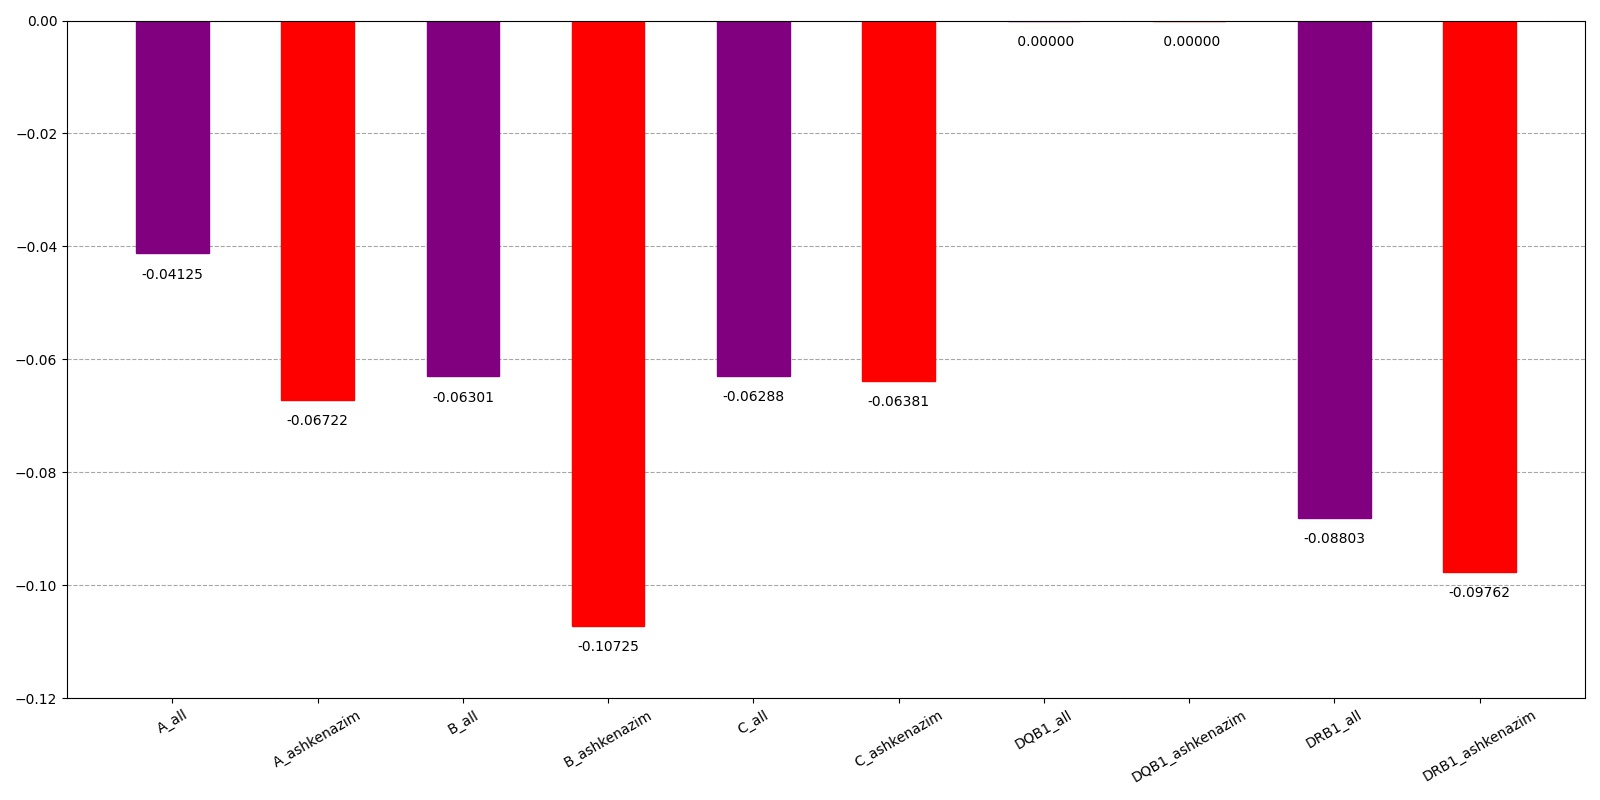 0.00
−0.02
−0.04
−0.06
−0.08
−0.10
−0.12
-0.04125
-0.06722
-0.06301
-0.10725
-0.06288
-0.06381
0.00000
0.00000
-0.08803
-0.09762
A_all
A_ashkenazim
B_all
B_ashkenazim
C_all
C_ashkenazim
DQB1_all
DQB1_ashkenazim
DRB1_all
DRB1_ashkenazim